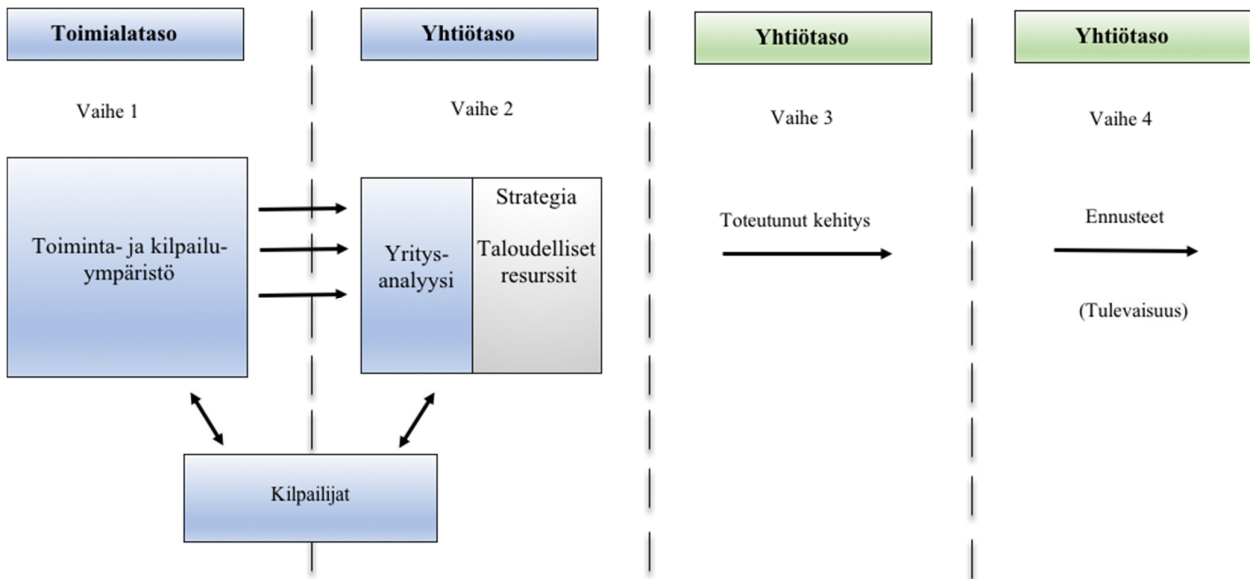 Toimialataso
Yhtiötaso
Yhtiötaso
Yhtiötaso
Vaihe 1
Vaihe 2
Vaihe 3
Vaihe 4
Toiminta- ja kilpailu-
ympäristö
Yritys-
analyysi
Strategia
Taloudelliset
resurssit
Toteutunut kehitys
Ennusteet
(Tulevaisuus)
Kilpailijat